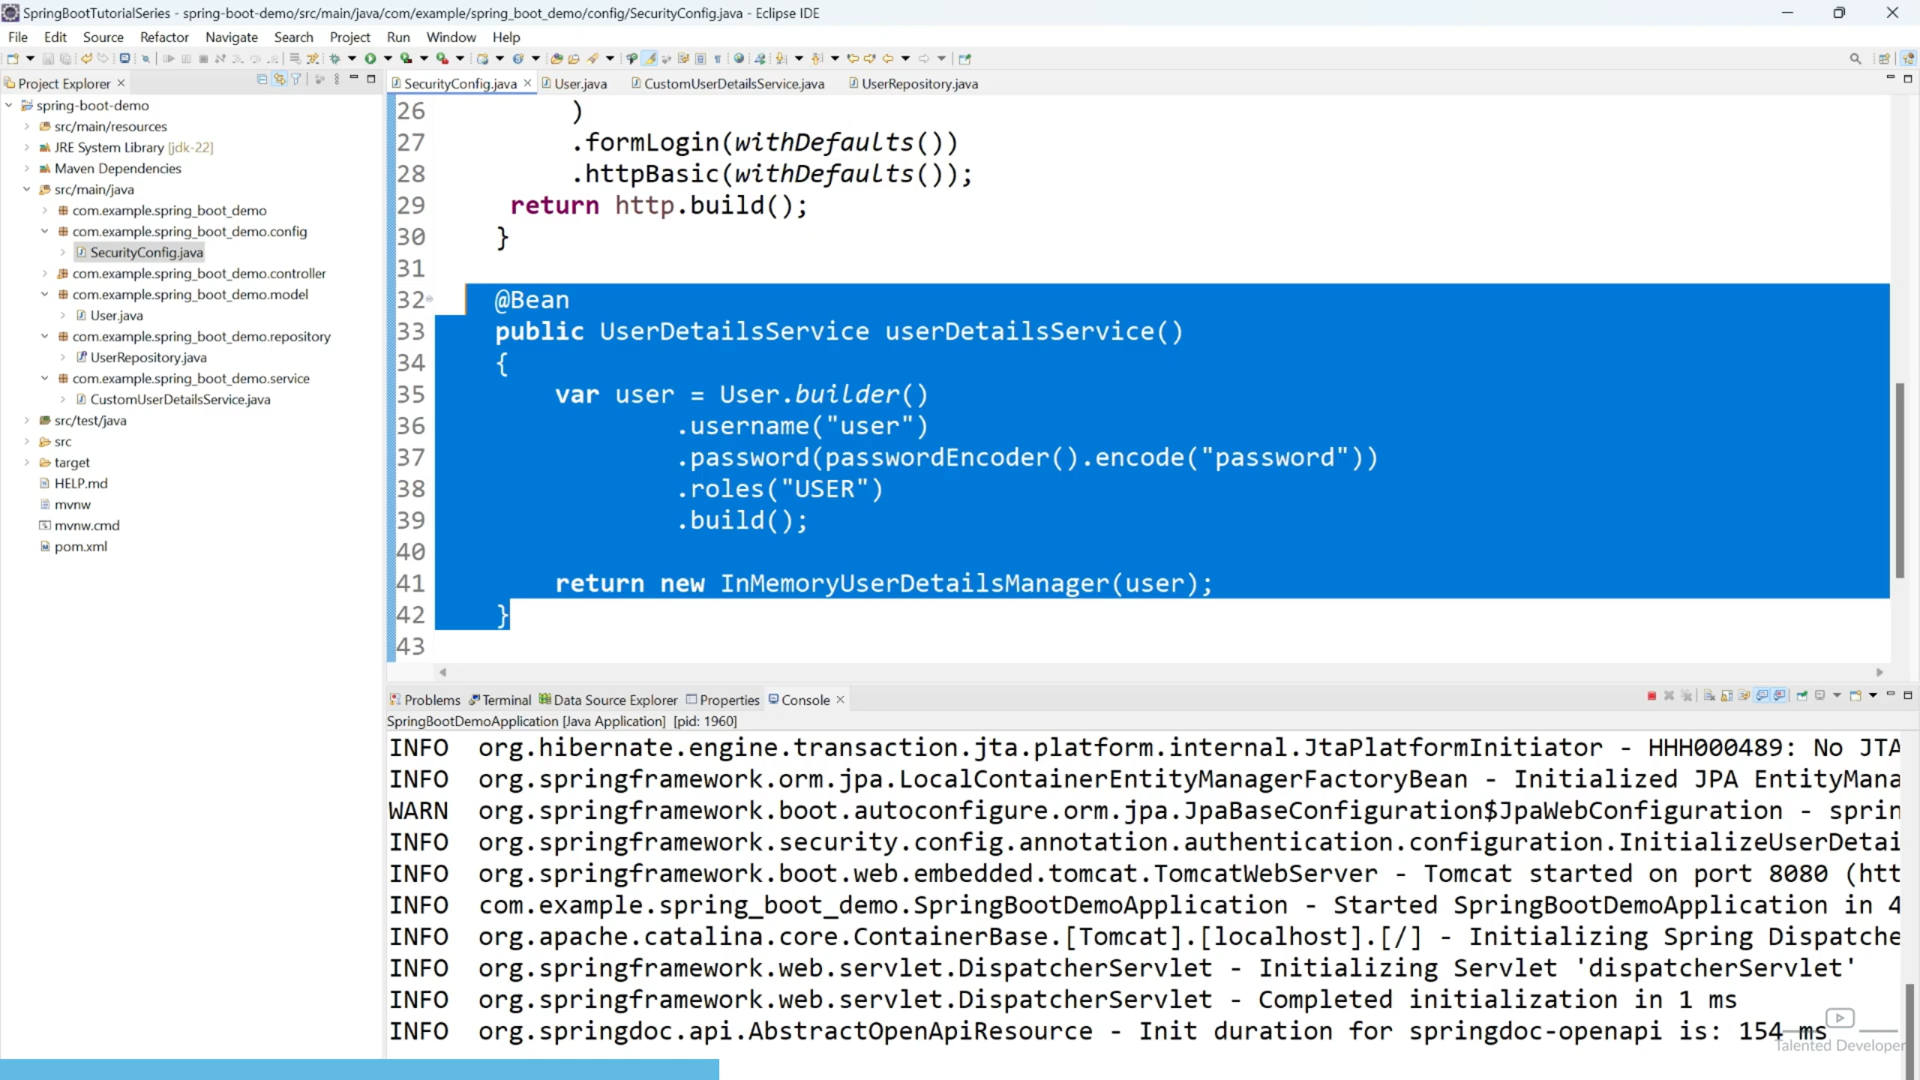 SpringBootTutorialSeries - spring-boot-demo/src/main/java/com/example/spring_boot_demo/config/SecurityConfig.java - Eclipse IDE
File Edit Source Refactor Navigate Search Project Run Window Help
Project Explorer
spring-boot-demo
src/main/resources
JRE System Library [jdk-22]
Maven Dependencies
src/main/java
com.example.spring_boot_demo
com.example.spring_boot_demo.config
SecurityConfig.java
com.example.spring_boot_demo.controller
com.example.spring_boot_demo.model
User.java
com.example.spring_boot_demo.repository
UserRepository.java
com.example.spring_boot_demo.service
CustomUserDetailsService.java
src/test/java
src
target
HELP.md
mvnw
mvnw.cmd
pom.xml
SecurityConfig.java User.java CustomUserDetailsService.java UserRepository.java
26 )
27 .formLogin(withDefaults())
28 .httpBasic(withDefaults());
29 return http.build();
30 }
31
32 @Bean
33 public UserDetailsService userDetailsService()
34 {
35 var user = User.builder()
36 .username("user")
37 .password(passwordEncoder().encode("password"))
38 .roles("USER")
39 .build();
40
41 return new InMemoryUserDetailsManager(user);
42 }
43
Problems Terminal Data Source Explorer Properties Console
SpringBootDemoApplication [Java Application] [pid: 1960]
INFO org.hibernate.engine.transaction.jta.platform.internal.JtaPlatformInitiator - HHH000489: No JTA
INFO org.springframework.orm.jpa.LocalContainerEntityManagerFactoryBean - Initialized JPA EntityMana
WARN org.springframework.boot.autoconfigure.orm.jpa.JpaBaseConfiguration$JpaWebConfiguration - sprin
INFO org.springframework.security.config.annotation.authentication.configuration.InitializeUserDetai
INFO org.springframework.boot.web.embedded.tomcat.TomcatWebServer - Tomcat started on port 8080 (htt
INFO com.example.spring_boot_demo.SpringBootDemoApplication - Started SpringBootDemoApplication in 4
INFO org.apache.catalina.core.ContainerBase.[Tomcat].[localhost].[/] - Initializing Spring Dispatche
INFO org.springframework.web.servlet.DispatcherServlet - Initializing Servlet 'dispatcherServlet'
INFO org.springframework.web.servlet.DispatcherServlet - Completed initialization in 1 ms
INFO org.springdoc.api.AbstractOpenApiResource - Init duration for springdoc-openapi is: 154 ms
Talented Developer